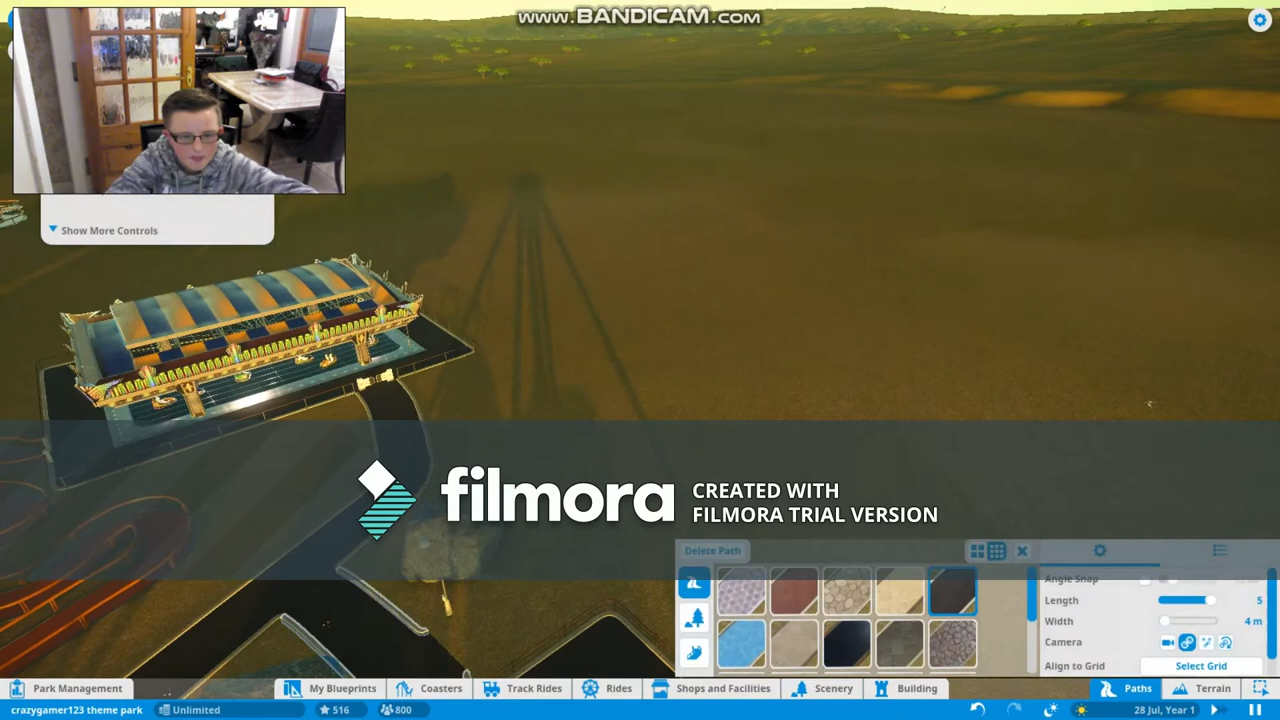 www.BANDICAM.com
Show More Controls
filmora
CREATED WITH
FILMORA TRIAL VERSION
Delete Path
Angle Snap
Length 5
Width 4 m
Camera
Align to Grid Select Grid
Park Management My Blueprints Coasters Track Rides Rides Shops and Facilities Scenery Building Paths Terrain
crazygamer123 theme park Unlimited 516 800 28 Jul, Year 1